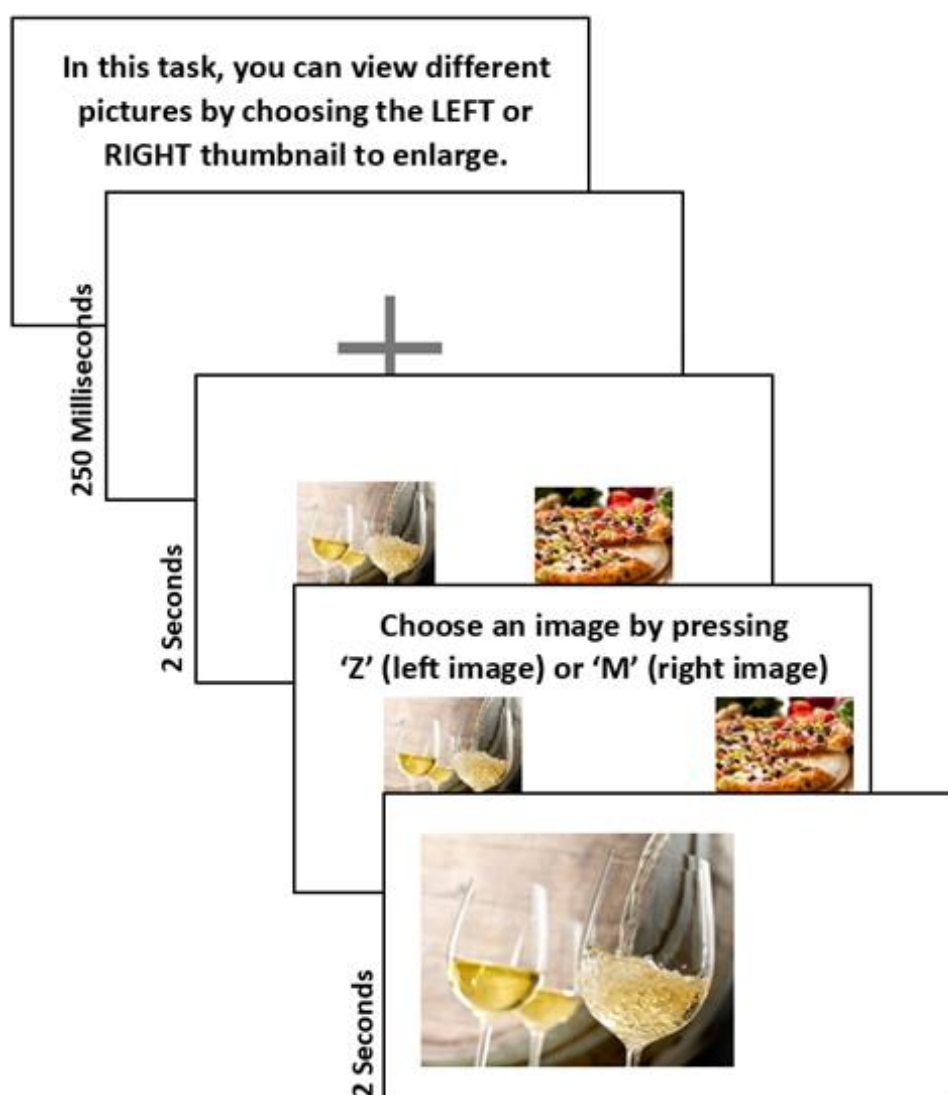 In this task, you can view different
pictures by choosing the LEFT or
RIGHT thumbnail to enlarge.
250 Milliseconds
2 Seconds
Choose an image by pressing
‘Z’ (left image) or ‘M’ (right image)
2 Seconds